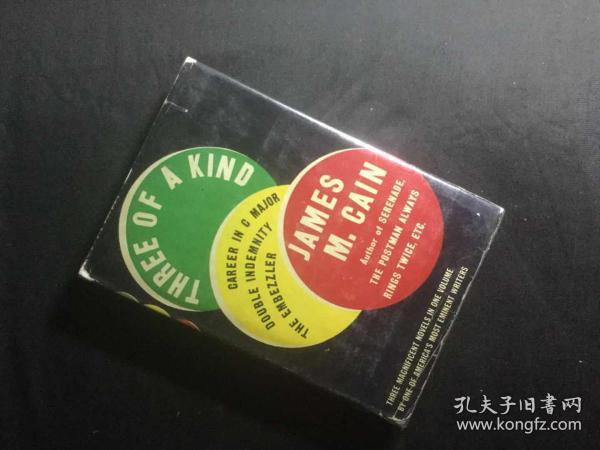 THREE OF A KIND
CAREER IN C MAJOR
DOUBLE INDEMNITY
THE EMBEZZLER
JAMES
M. CAIN
Author of SERENADE,
THE POSTMAN ALWAYS
RINGS TWICE, ETC.
THREE MAGNIFICENT NOVELS IN ONE VOLUME
BY ONE OF AMERICA'S MOST EMINENT WRITERS
孔夫子旧書网
www.kongfz.com